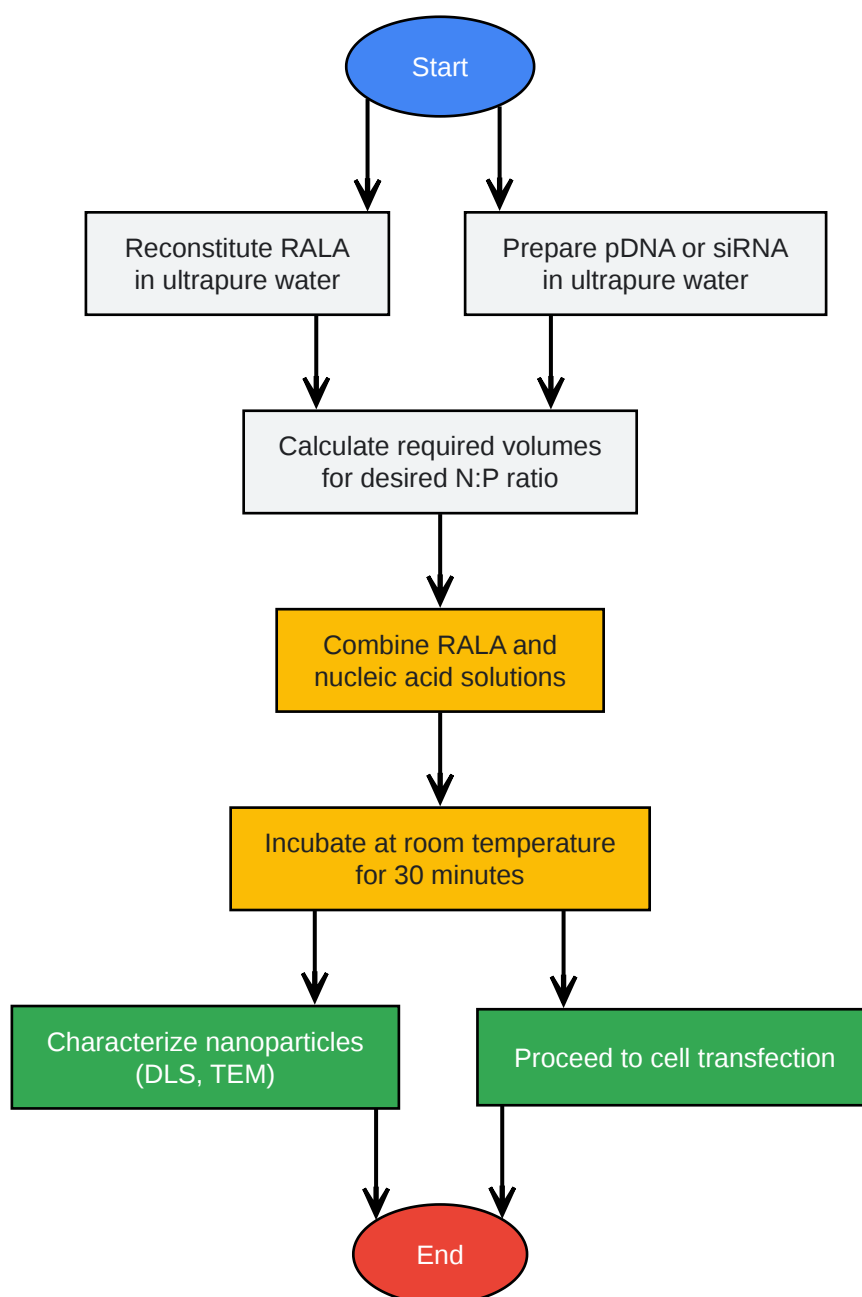 Start
Reconstitute RALA
in ultrapure water
Prepare pDNA or siRNA
in ultrapure water
Calculate required volumes
for desired N:P ratio
Combine RALA and
nucleic acid solutions
Incubate at room temperature
for 30 minutes
Characterize nanoparticles
(DLS, TEM)
Proceed to cell transfection
End